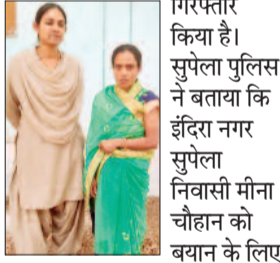 गिरफ्तार
किया है।
सुपेला पुलिस
ने बताया कि
इंदिरा नगर
सुपेला
निवासी मीना
चौहान को
बयान के लिए